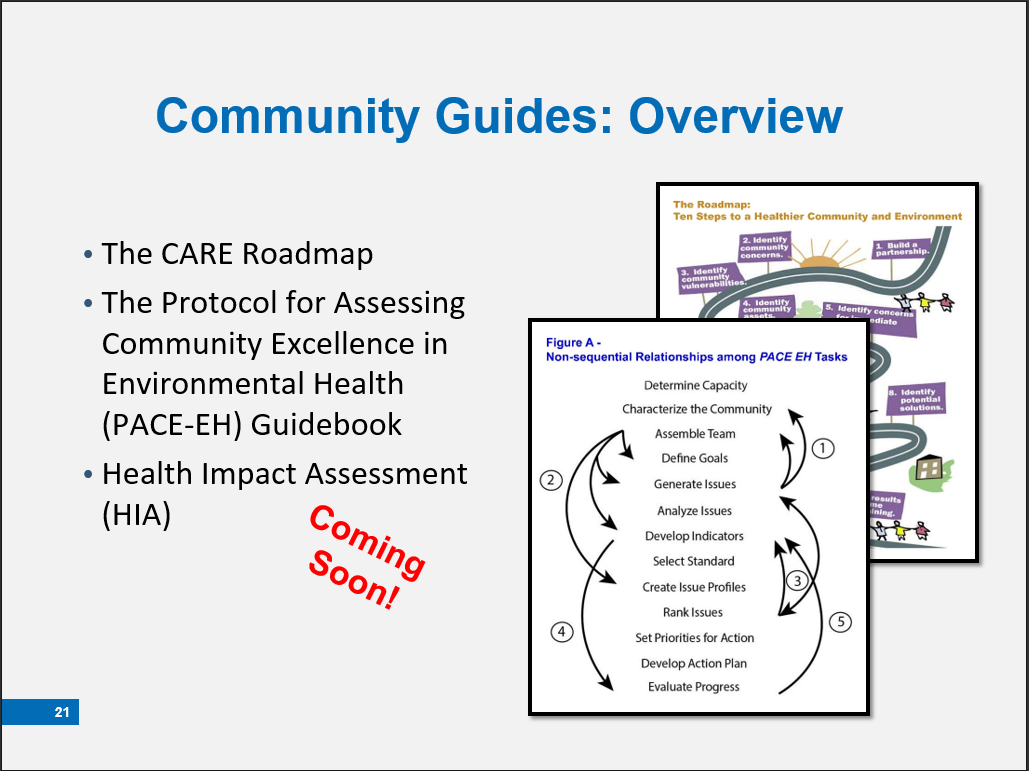 Community Guides: Overview
• The CARE Roadmap
• The Protocol for Assessing
Community Excellence in
Environmental Health
(PACE-EH) Guidebook
• Health Impact Assessment
(HIA)
Coming
Soon!
The Roadmap:
Ten Steps to a Healthier Community and Environment
1. Build a
partnership.
2. Identify
community
concerns.
3. Identify
community
vulnerabilities.
4. Identify
community
assets.
5. Identify concerns
8. Identify
potential
solutions.
results
Figure A -
Non-sequential Relationships among PACE EH Tasks
Determine Capacity
Characterize the Community
Assemble Team
Define Goals
Generate Issues
Analyze Issues
Develop Indicators
Select Standard
Create Issue Profiles
Rank Issues
Set Priorities for Action
Develop Action Plan
Evaluate Progress
1
2
3
4
5
21